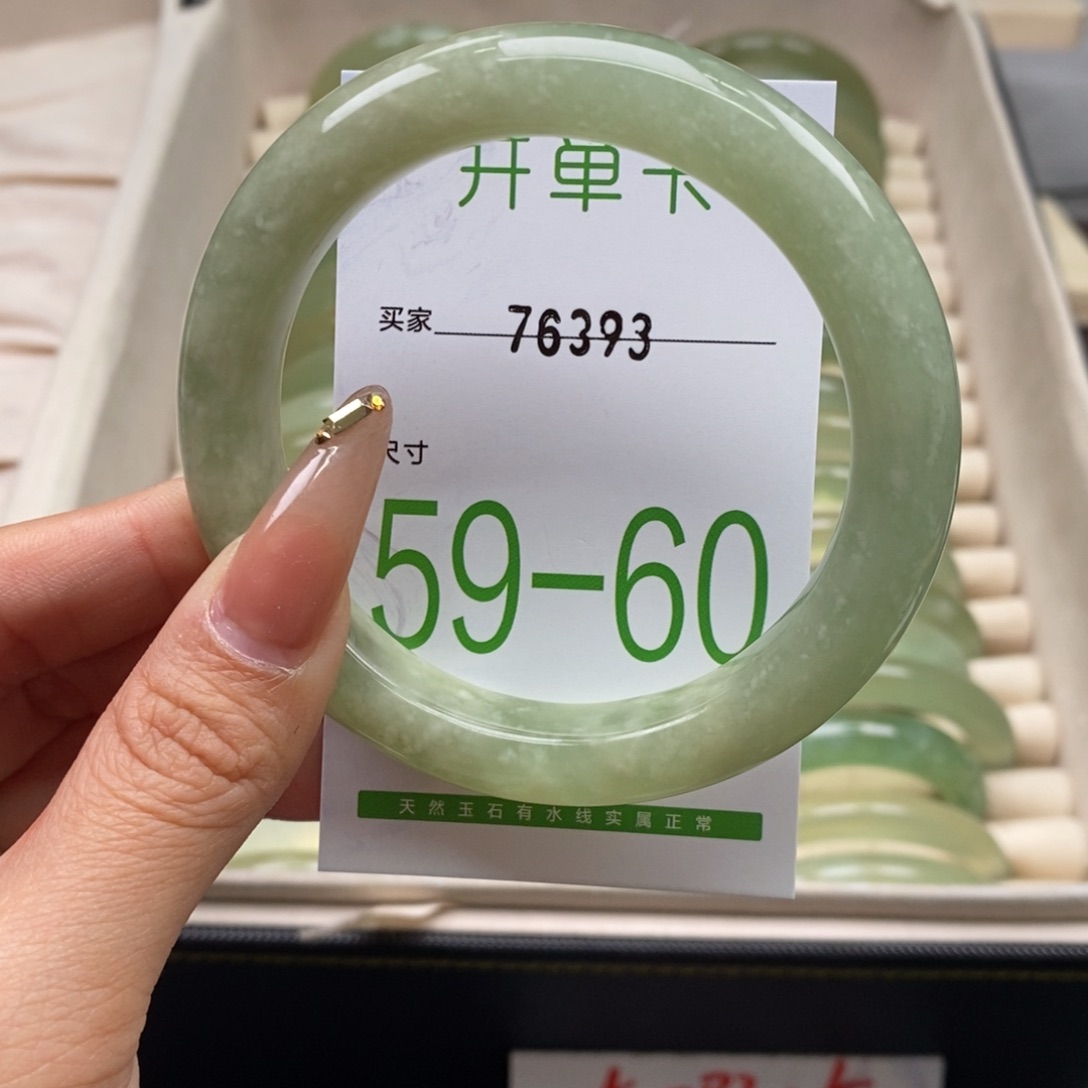 开单卡
买家 76393
尺寸
59-60
天然玉石有水线实属正常